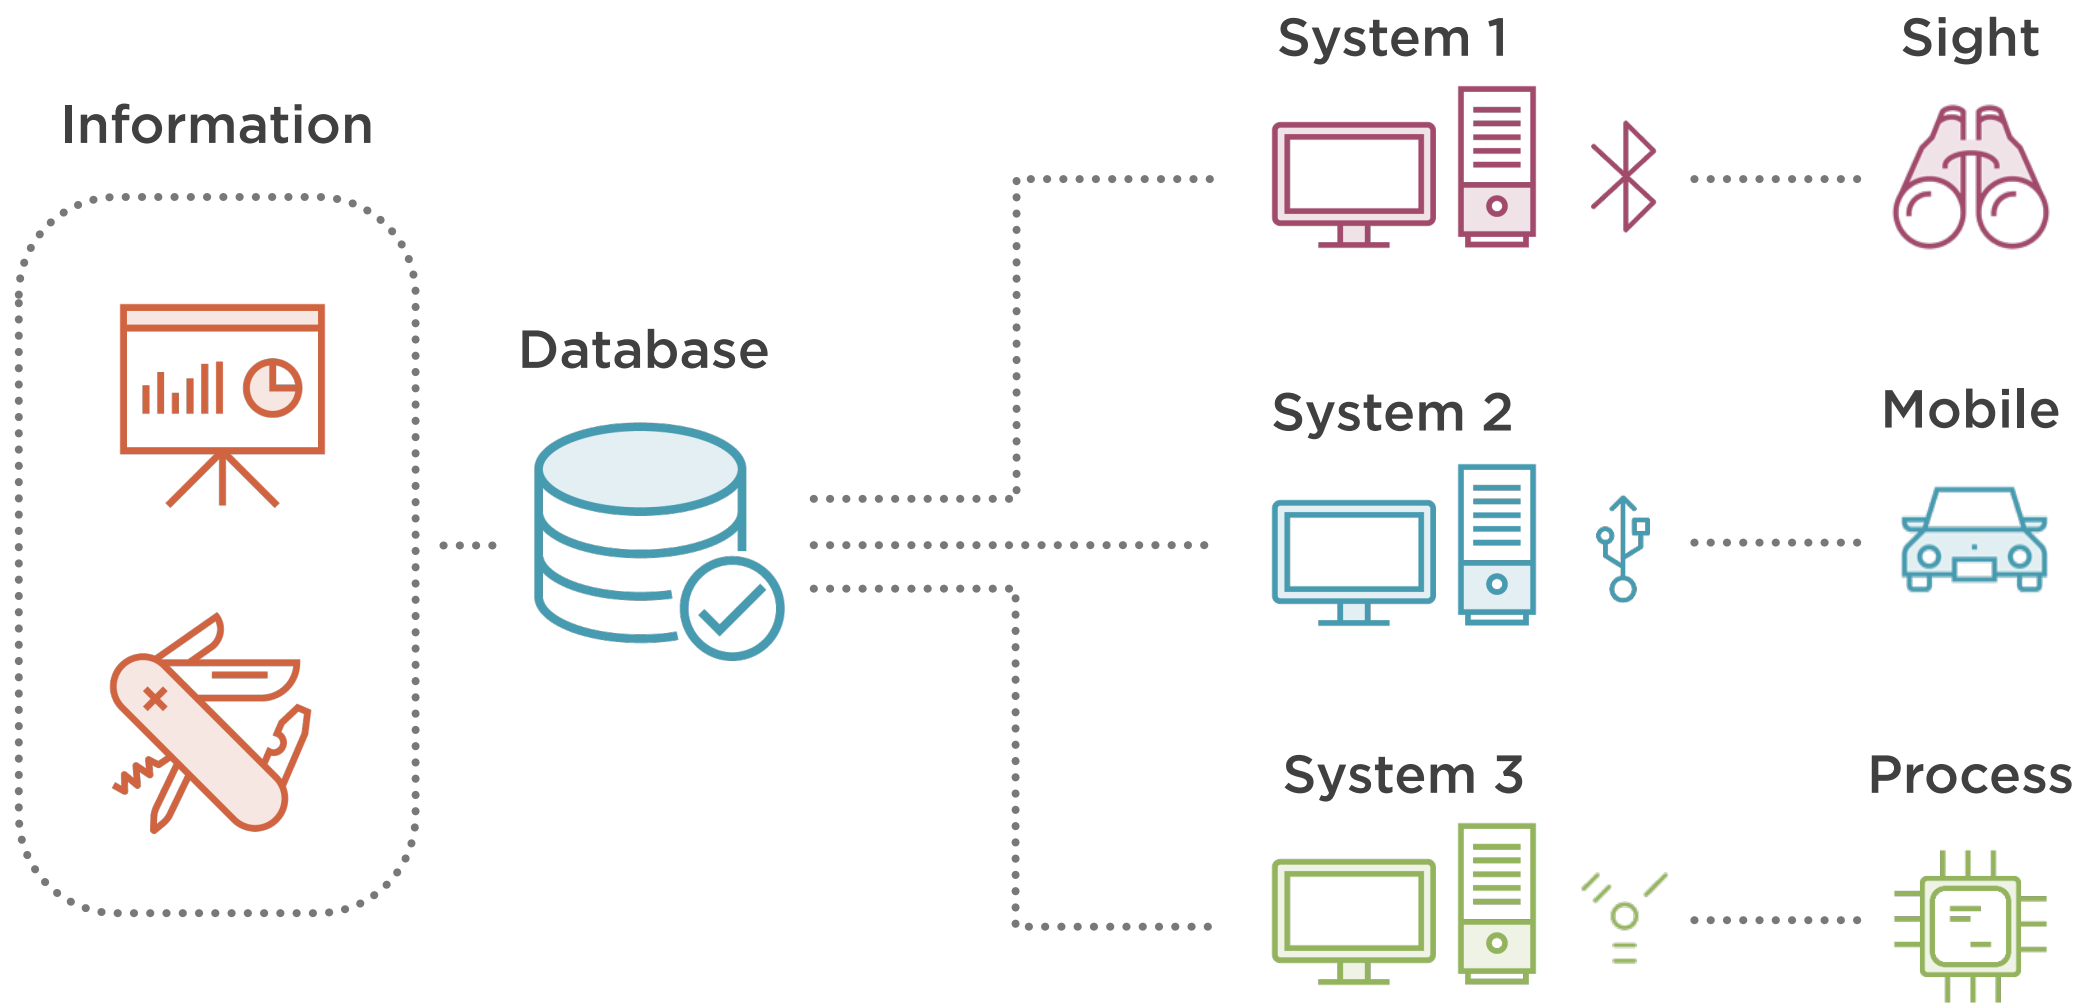 Information
Database
System 1
Sight
System 2
Mobile
System 3
Process